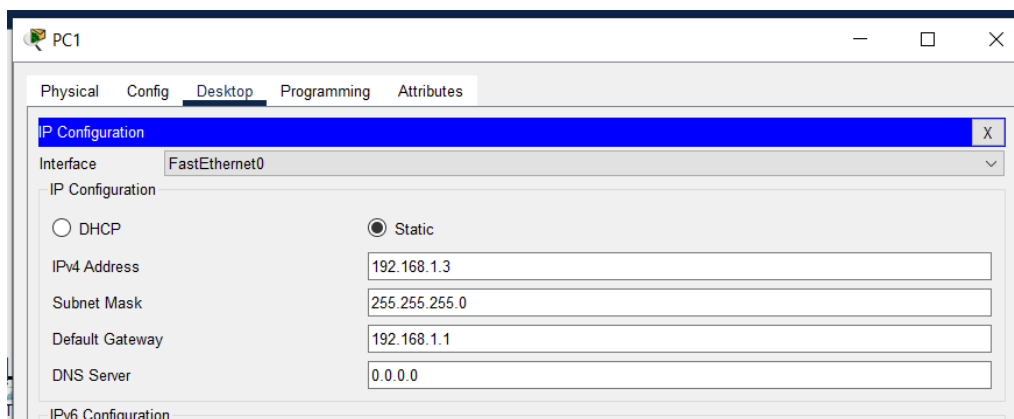 PC1
Physical Config Desktop Programming Attributes
IP Configuration X
Interface FastEthernet0
IP Configuration
DHCP Static
IPv4 Address 192.168.1.3
Subnet Mask 255.255.255.0
Default Gateway 192.168.1.1
DNS Server 0.0.0.0
IPv6 Configuration